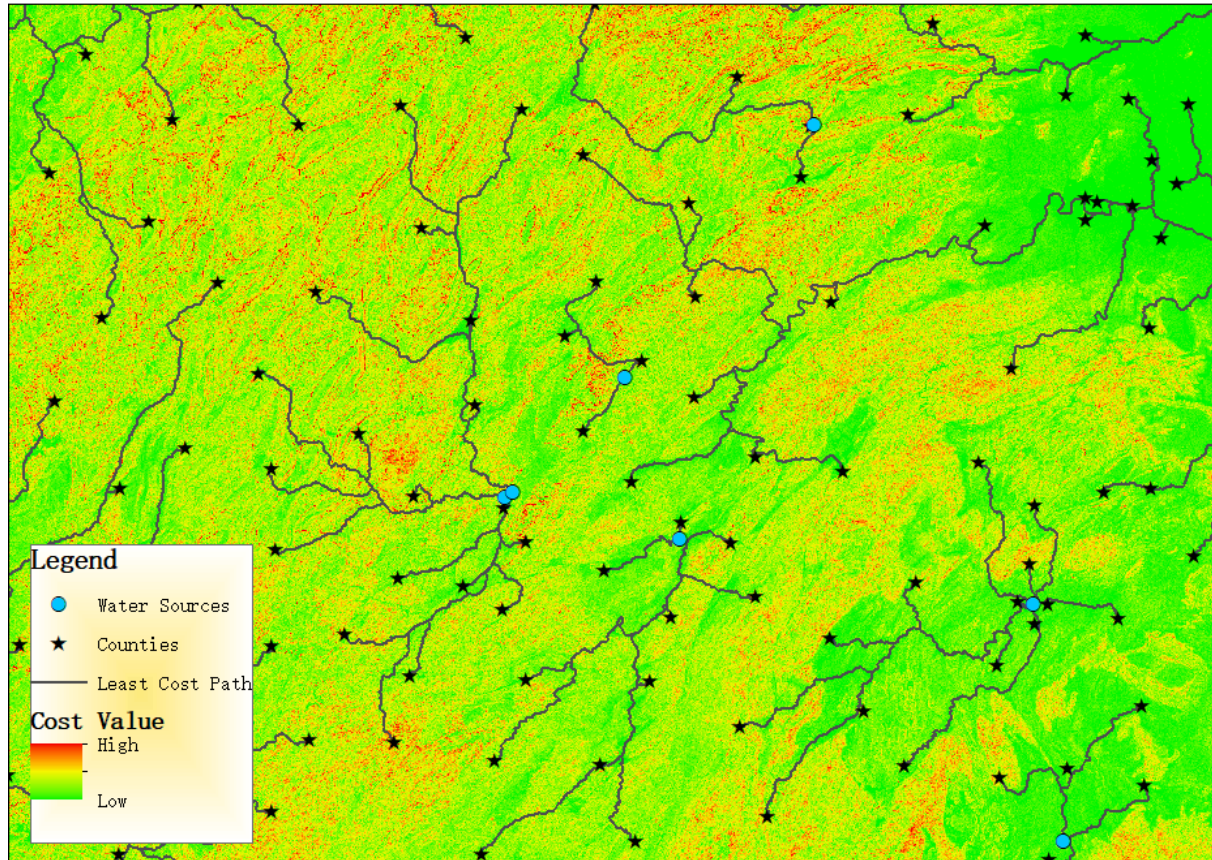 Legend
Water Sources
Counties
Least Cost Path
Cost Value
High
Low